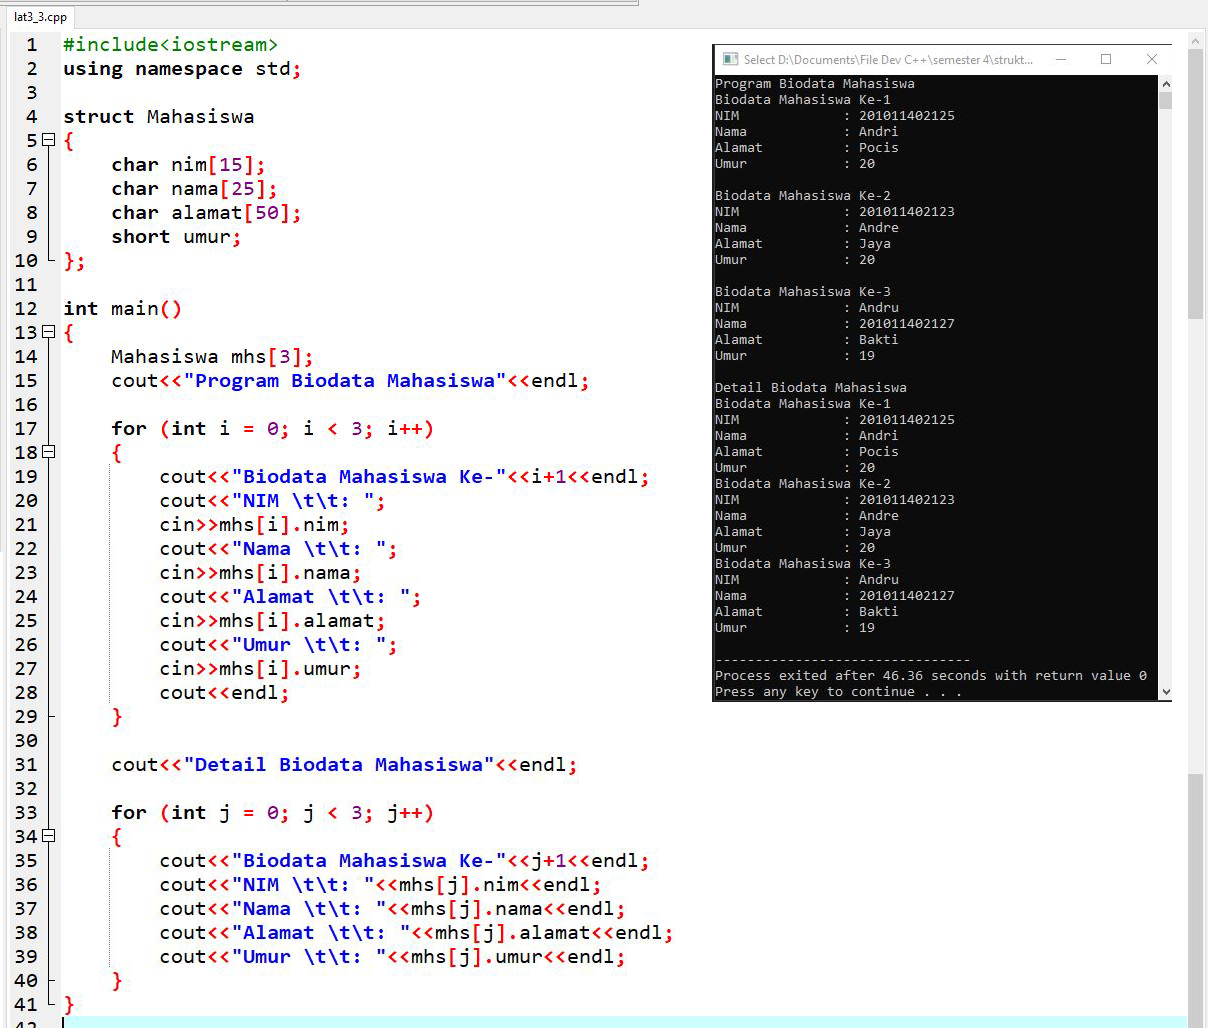 lat3_3.cpp
1 #include<iostream>
2 using namespace std;
3
4 struct Mahasiswa
5 {
6 char nim[15];
7 char nama[25];
8 char alamat[50];
9 short umur;
10 };
11
12 int main()
13 {
14 Mahasiswa mhs[3];
15 cout<<"Program Biodata Mahasiswa"<<endl;
16
17 for (int i = 0; i < 3; i++)
18 {
19 cout<<"Biodata Mahasiswa Ke-"<<i+1<<endl;
20 cout<<"NIM \t\t: ";
21 cin>>mhs[i].nim;
22 cout<<"Nama \t\t: ";
23 cin>>mhs[i].nama;
24 cout<<"Alamat \t\t: ";
25 cin>>mhs[i].alamat;
26 cout<<"Umur \t\t: ";
27 cin>>mhs[i].umur;
28 cout<<endl;
29 }
30
31 cout<<"Detail Biodata Mahasiswa"<<endl;
32
33 for (int j = 0; j < 3; j++)
34 {
35 cout<<"Biodata Mahasiswa Ke-"<<j+1<<endl;
36 cout<<"NIM \t\t: "<<mhs[j].nim<<endl;
37 cout<<"Nama \t\t: "<<mhs[j].nama<<endl;
38 cout<<"Alamat \t\t: "<<mhs[j].alamat<<endl;
39 cout<<"Umur \t\t: "<<mhs[j].umur<<endl;
40 }
41 }
Select D:\Documents\File Dev C++\semester 4\strukt...
Program Biodata Mahasiswa
Biodata Mahasiswa Ke-1
NIM : 201011402125
Nama : Andri
Alamat : Pocis
Umur : 20

Biodata Mahasiswa Ke-2
NIM : 201011402123
Nama : Andre
Alamat : Jaya
Umur : 20

Biodata Mahasiswa Ke-3
NIM : Andru
Nama : 201011402127
Alamat : Bakti
Umur : 19

Detail Biodata Mahasiswa
Biodata Mahasiswa Ke-1
NIM : 201011402125
Nama : Andri
Alamat : Pocis
Umur : 20
Biodata Mahasiswa Ke-2
NIM : 201011402123
Nama : Andre
Alamat : Jaya
Umur : 20
Biodata Mahasiswa Ke-3
NIM : Andru
Nama : 201011402127
Alamat : Bakti
Umur : 19

--------------------------------
Process exited after 46.36 seconds with return value 0
Press any key to continue . . .